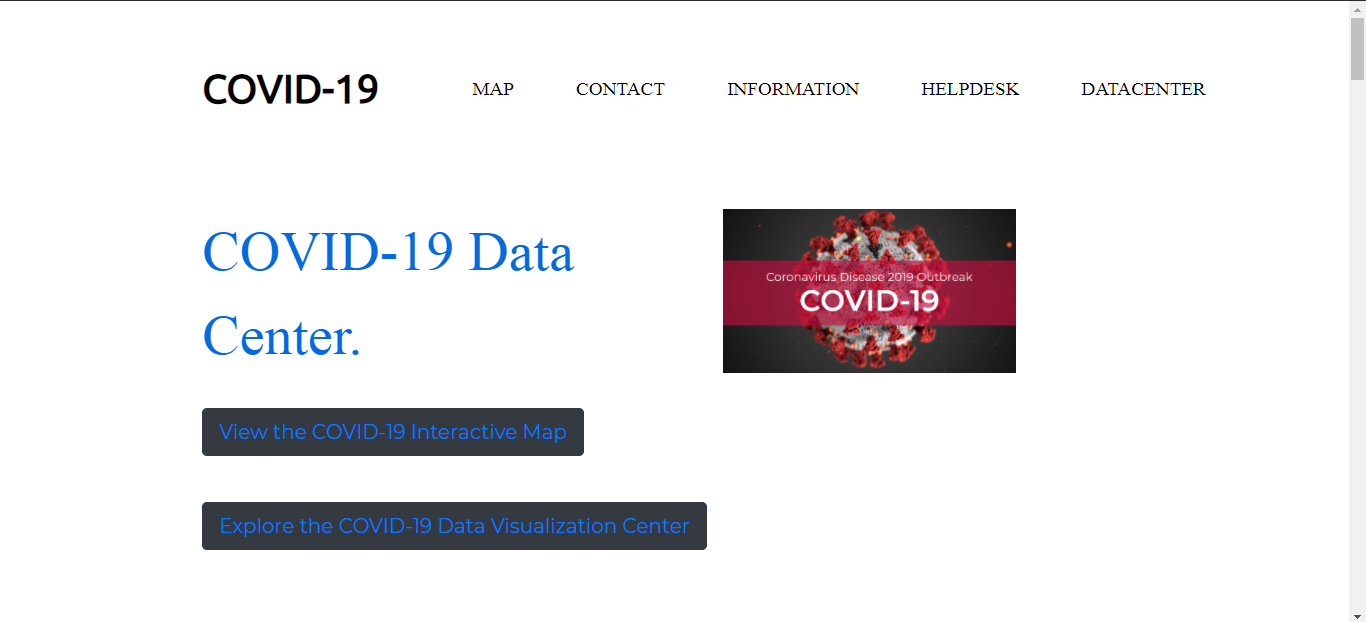 COVID-19
MAP
CONTACT
INFORMATION
HELPDESK
DATACENTER
COVID-19 Data
Center.
Coronavirus Disease 2019 Outbreak
COVID-19
View the COVID-19 Interactive Map
Explore the COVID-19 Data Visualization Center